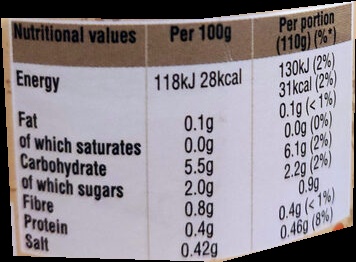 Nutritional values Per 100g Per portion (110g) (%*)
Energy 118kJ 28kcal 130kJ (2%)
31kcal (2%)
Fat 0.1g 0.1g (<1%)
of which saturates 0.0g 0.0g (0%)
Carbohydrate 5.5g 6.1g (2%)
of which sugars 2.0g 2.2g (2%)
Fibre 0.8g 0.9g
Protein 0.4g 0.4g (<1%)
Salt 0.42g 0.46g (8%)